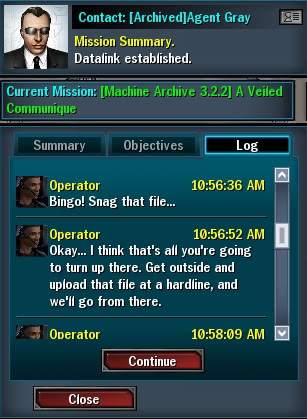 Contact: [Archived]Agent Gray
Mission Summary.
Datalink established.
Current Mission: [Machine Archive 3.2.2] A Veiled
Communique
Summary
Objectives
Log
Operator 10:56:36 AM
Bingo! Snag that file...
Operator 10:56:52 AM
Okay... I think that's all you're going
to turn up there. Get outside and
upload that file at a hardline, and
we'll go from there.
Operator 10:58:09 AM
Continue
Close